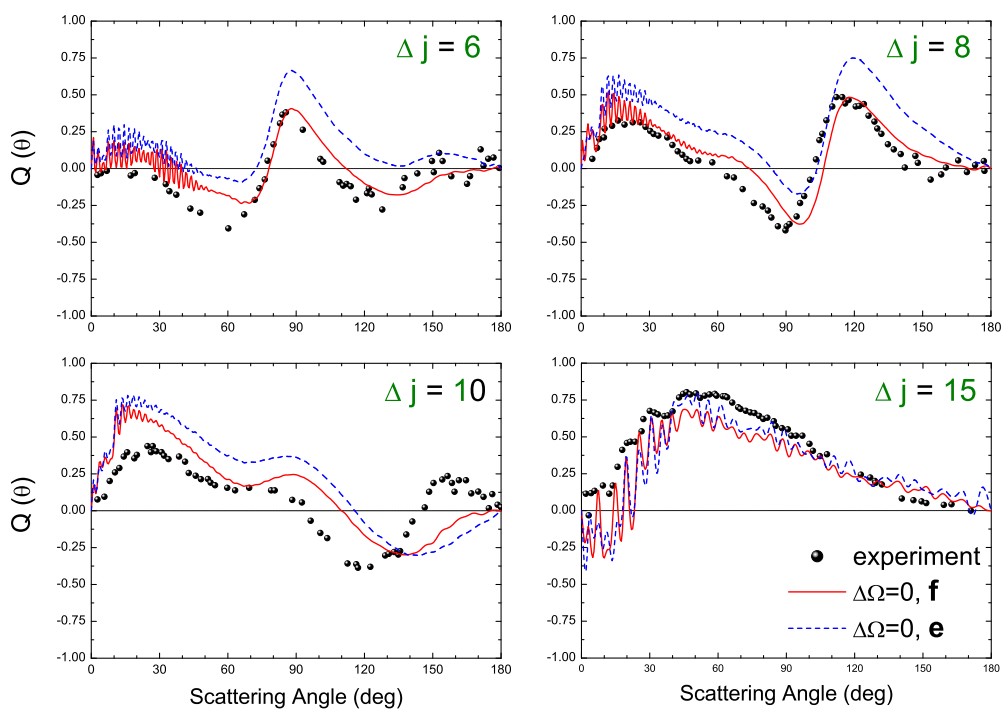 Δ j = 6
1.00
0.75
0.50
0.25
0.00
-0.25
-0.50
-0.75
-1.00
Q (θ)
0 30 60 90 120 150 180
Δ j = 8
1.00
0.75
0.50
0.25
0.00
-0.25
-0.50
-0.75
-1.00
0 30 60 90 120 150 180
Δ j = 10
1.00
0.75
0.50
0.25
0.00
-0.25
-0.50
-0.75
-1.00
Q (θ)
0 30 60 90 120 150 180
Scattering Angle (deg)
Δ j = 15
1.00
0.75
0.50
0.25
0.00
-0.25
-0.50
-0.75
-1.00
experiment
ΔΩ=0, f
ΔΩ=0, e
0 30 60 90 120 150 180
Scattering Angle (deg)